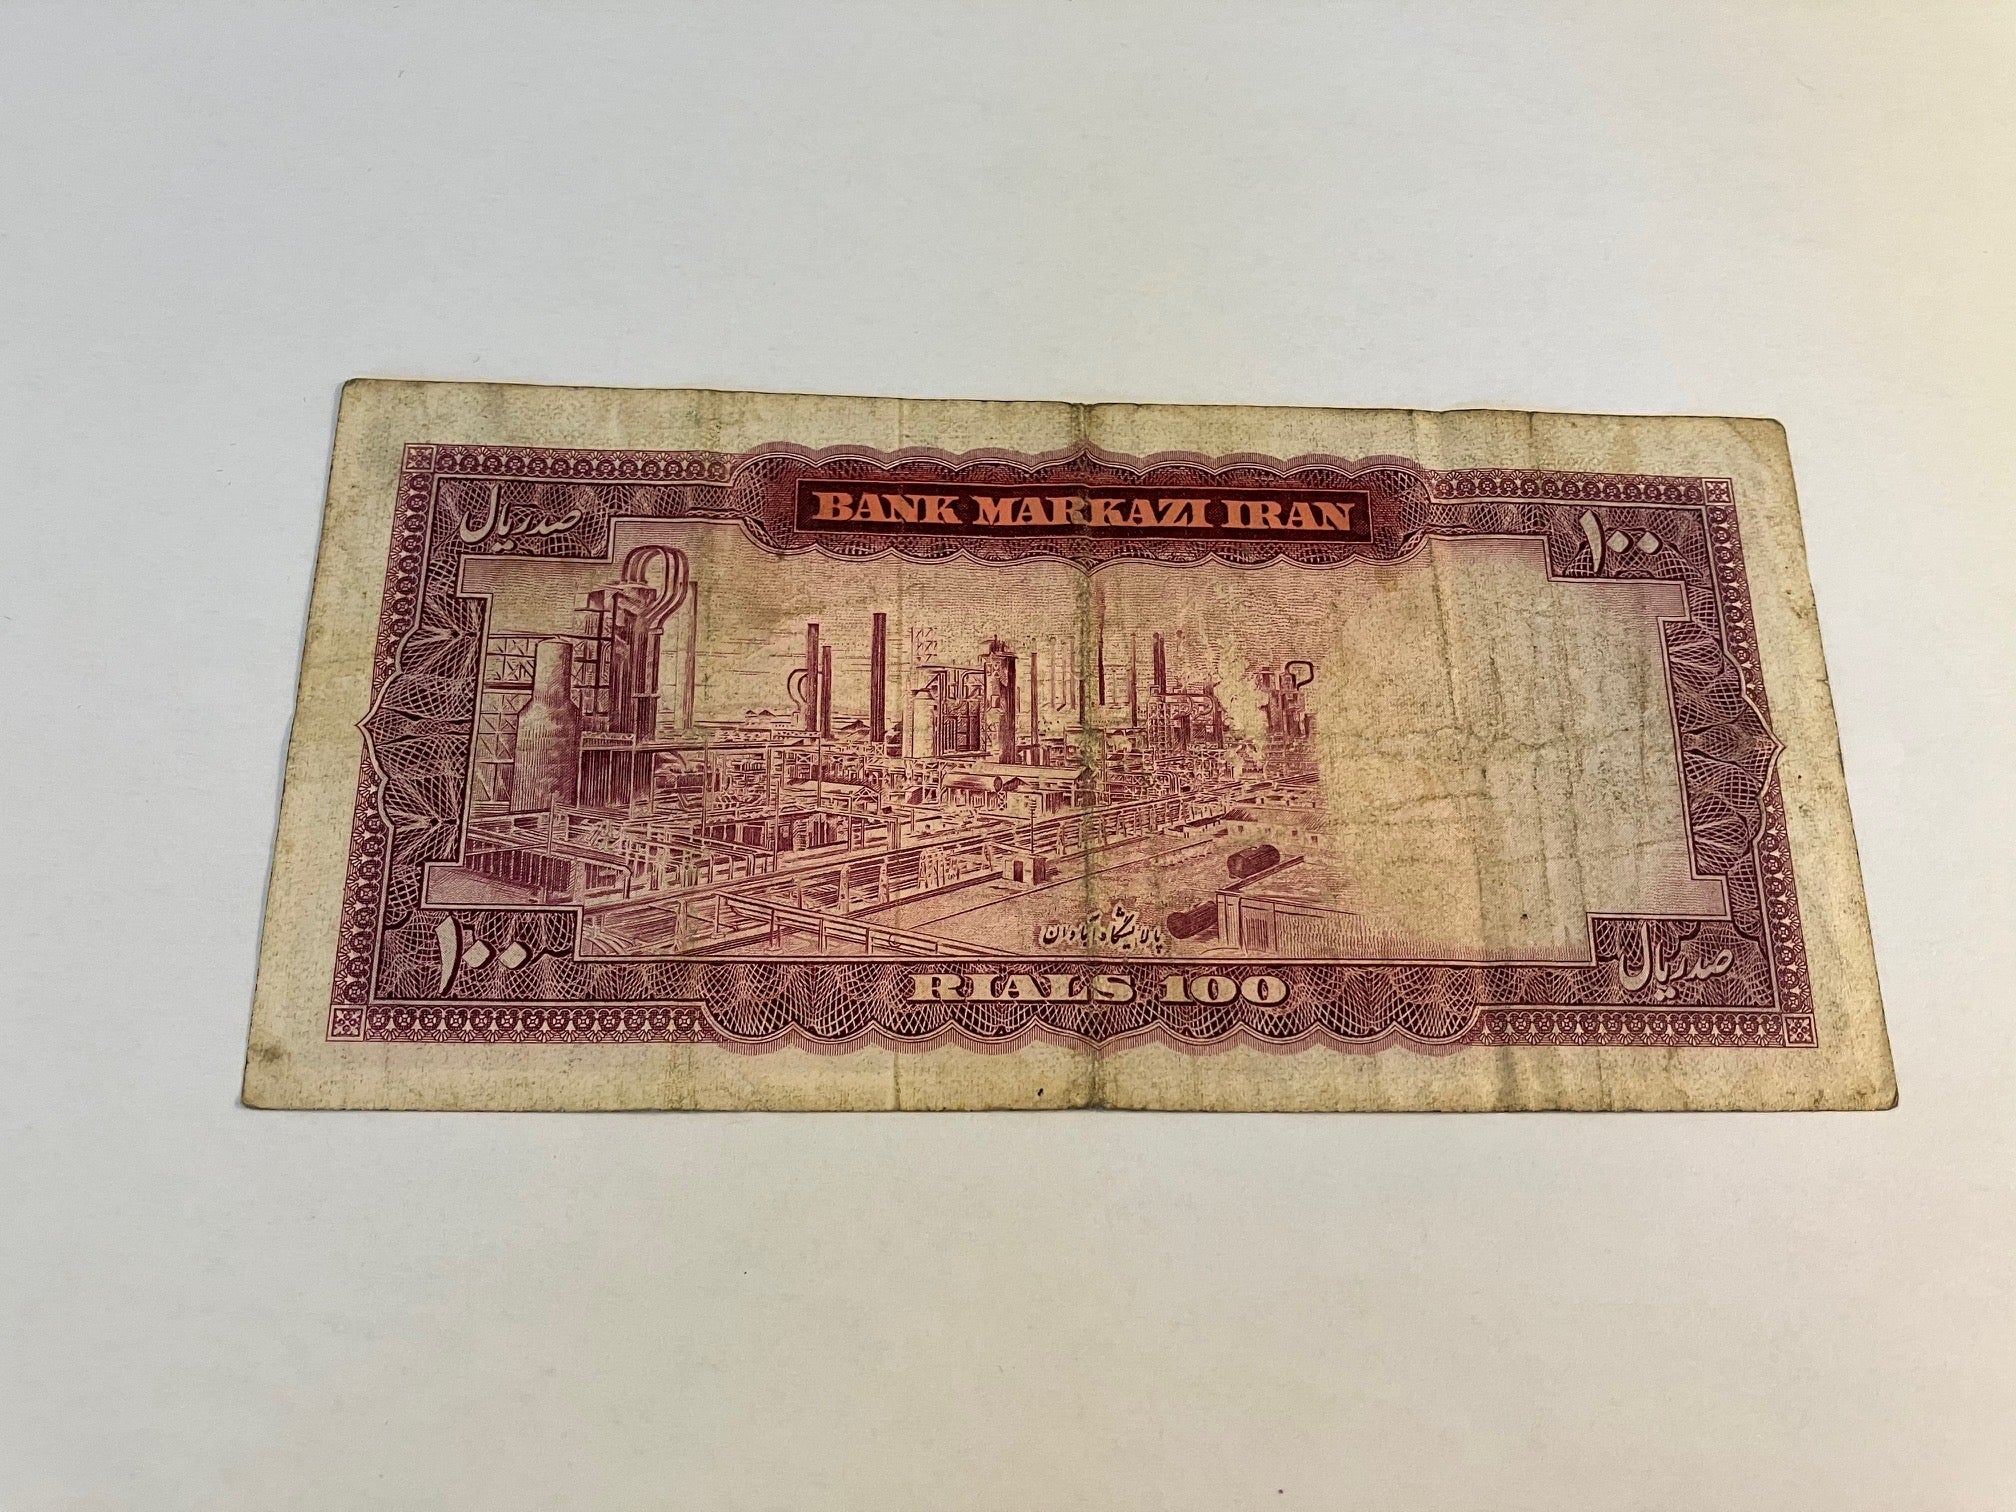 BANK MARKAZI IRAN
صد ریال
۱۰۰
پالایشگاه آبادان
۱۰۰
RIALS 100
صد ریال